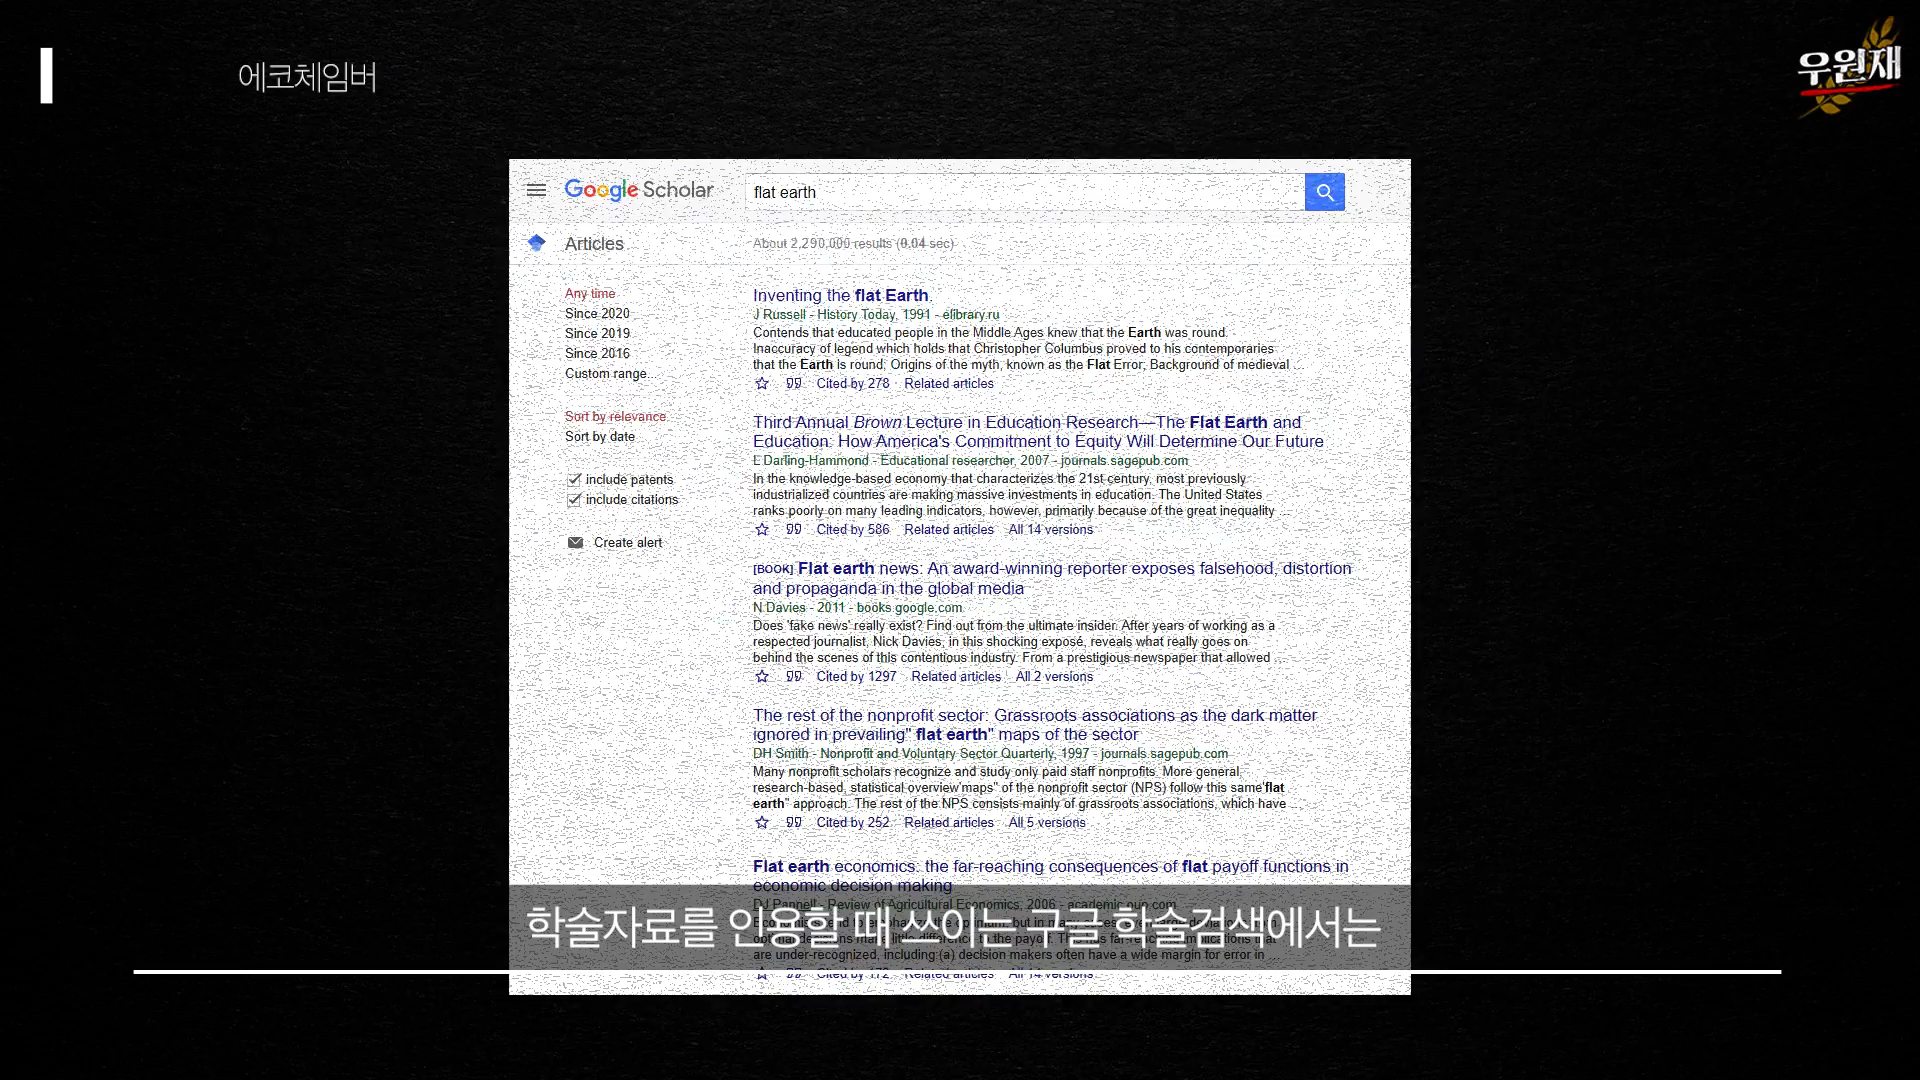 에코체임버
우원재
Google Scholar
flat earth
Articles
About 2,290,000 results (0.04 sec)
Any time
Since 2020
Since 2019
Since 2016
Custom range...
Sort by relevance
Sort by date
include patents
include citations
Create alert
Inventing the flat Earth.
J Russell - History Today, 1991 - elibrary.ru
Contends that educated people in the Middle Ages knew that the Earth was round.
Inaccuracy of legend which holds that Christopher Columbus proved to his contemporaries
that the Earth is round; Origins of the myth, known as the Flat Error; Background of medieval ...
Cited by 278 Related articles
Third Annual Brown Lecture in Education Research—The Flat Earth and
Education: How America's Commitment to Equity Will Determine Our Future
L Darling-Hammond - Educational researcher, 2007 - journals.sagepub.com
In the knowledge-based economy that characterizes the 21st century, most previously
industrialized countries are making massive investments in education. The United States
ranks poorly on many leading indicators, however, primarily because of the great inequality ...
Cited by 586 Related articles All 14 versions
[BOOK] Flat earth news: An award-winning reporter exposes falsehood, distortion
and propaganda in the global media
N Davies - 2011 - books.google.com
Does 'fake news' really exist? Find out from the ultimate insider. After years of working as a
respected journalist, Nick Davies, in this shocking exposé, reveals what really goes on
behind the scenes of this contentious industry. From a prestigious newspaper that allowed ...
Cited by 1297 Related articles All 2 versions
The rest of the nonprofit sector: Grassroots associations as the dark matter
ignored in prevailing" flat earth" maps of the sector
DH Smith - Nonprofit and Voluntary Sector Quarterly, 1997 - journals.sagepub.com
Many nonprofit scholars recognize and study only paid staff nonprofits. More general,
research-based, statistical overview"maps" of the nonprofit sector (NPS) follow this same"flat
earth" approach. The rest of the NPS consists mainly of grassroots associations, which have ...
Cited by 252 Related articles All 5 versions
Flat earth economics: the far-reaching consequences of flat payoff functions in
economic decision making
DJ Pannell - Review of Agricultural Economics, 2006 - academic.oup.com
학술자료를 인용할 때 쓰이는 구글 학술검색에서는
are under-recognized, including:(a) decision makers often have a wide margin for error in ...
Cited by 172 Related articles All 14 versions